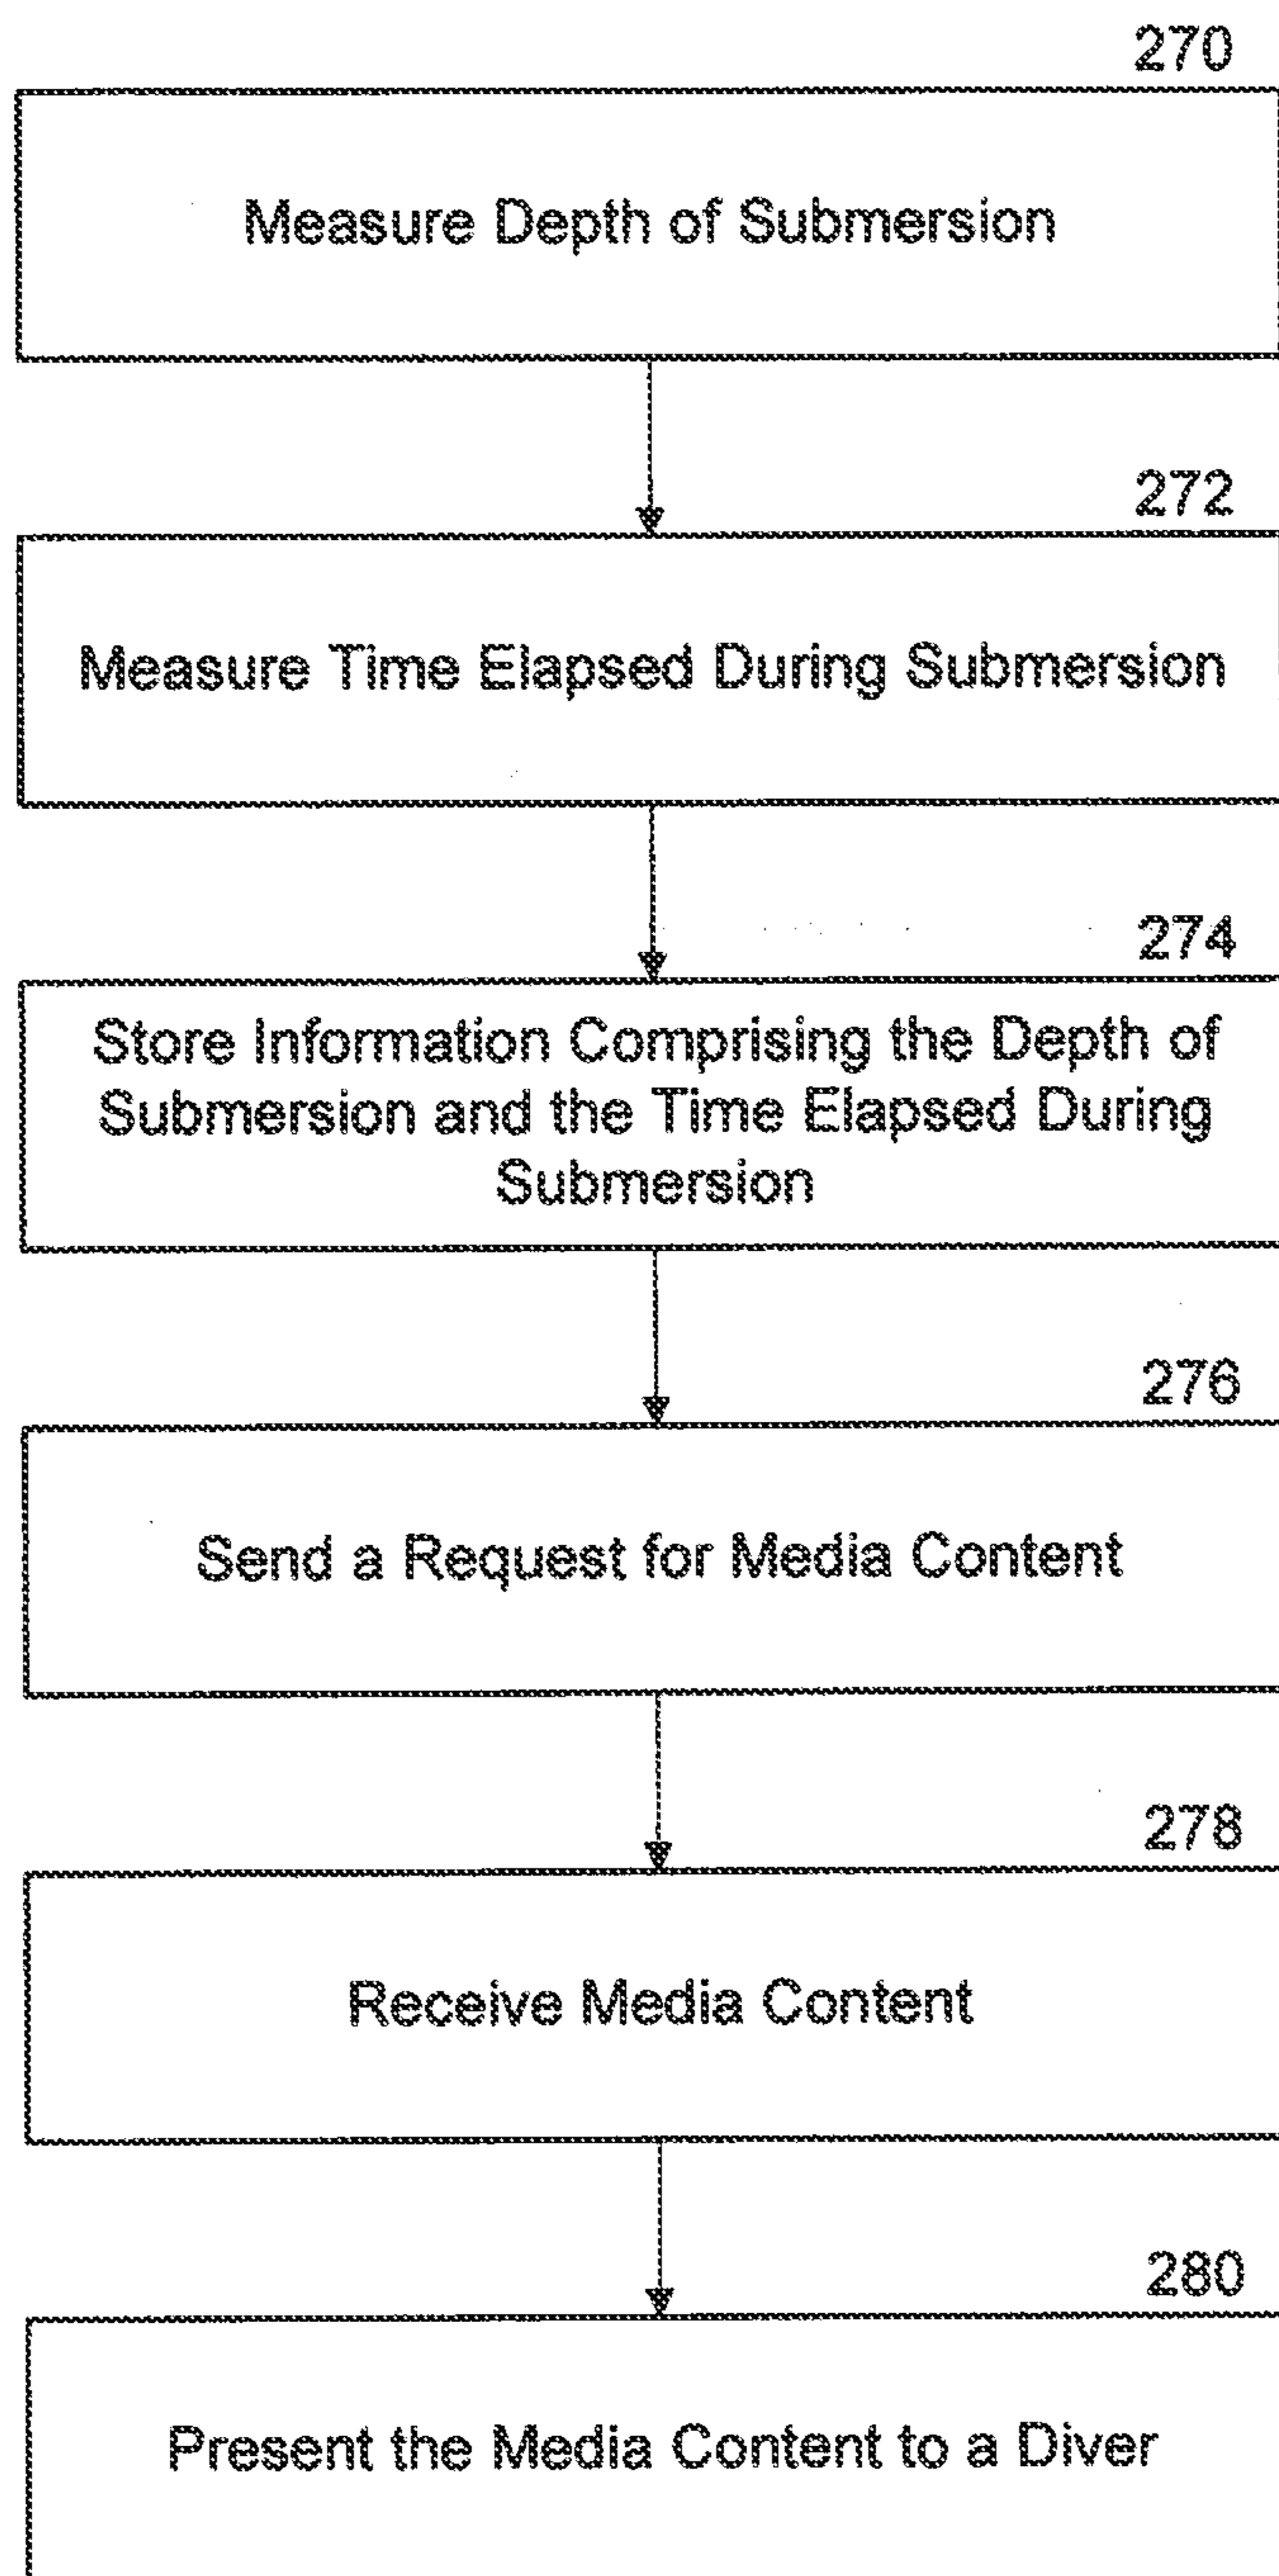 270
Measure Depth of Submersion
272
Measure Time Elapsed During Submersion
274
Store Information Comprising the Depth of
Submersion and the Time Elapsed During
Submersion
276
Send a Request for Media Content
278
Receive Media Content
280
Present the Media Content to a Diver